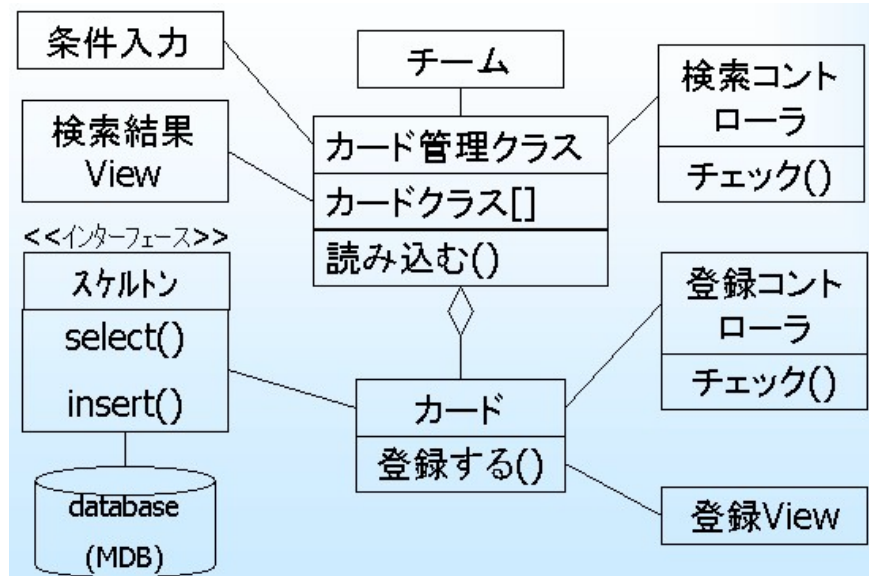 条件入力
チーム
検索コント
ローラ
チェック()
検索結果
View
カード管理クラス
カードクラス[]
読み込む()
<<インターフェース>>
スケルトン
select()
insert()
登録コント
ローラ
チェック()
カード
登録する()
database
(MDB)
登録View